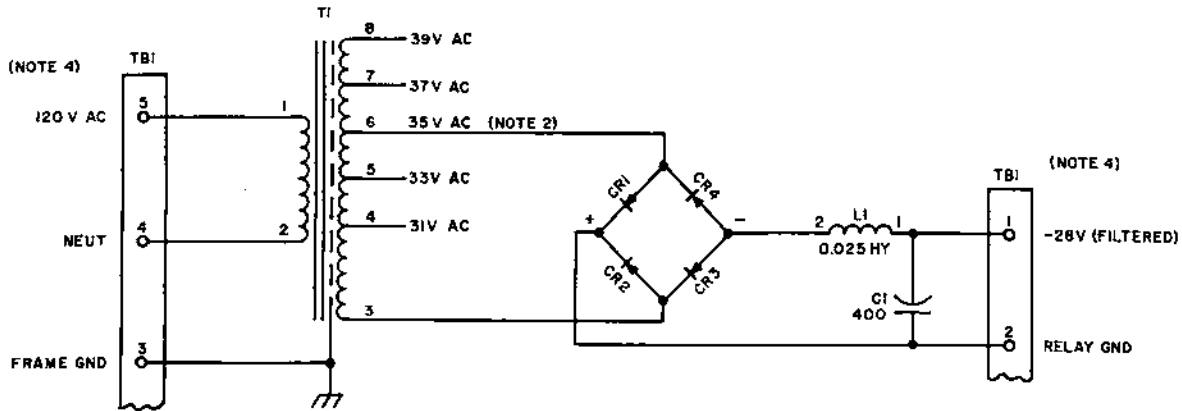 T1
8
39V AC
(NOTE 4)
TB1
7
37V AC
5
120 V AC
1
6
35V AC (NOTE 2)
(NOTE 4)
TB1
5
33V AC
CR1
CR4
4
31V AC
+
-
2
L1
1
1
-28V (FILTERED)
4
NEUT
2
0.025 HY
CR2
CR3
C1
400
3
2
RELAY GND
3
FRAME GND